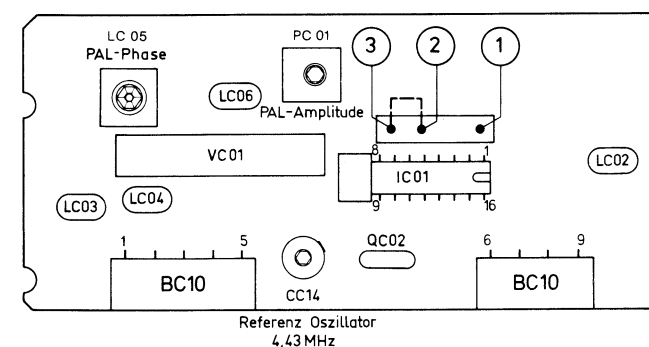 LC 05
PAL-Phase
PC 01
3
2
1
LC06
PAL-Amplitude
8
1
VC01
IC01
LC02
LC03
LC04
9
16
1
5
QC02
6
9
BC10
CC14
BC10
Referenz Oszillator
4,43 MHz